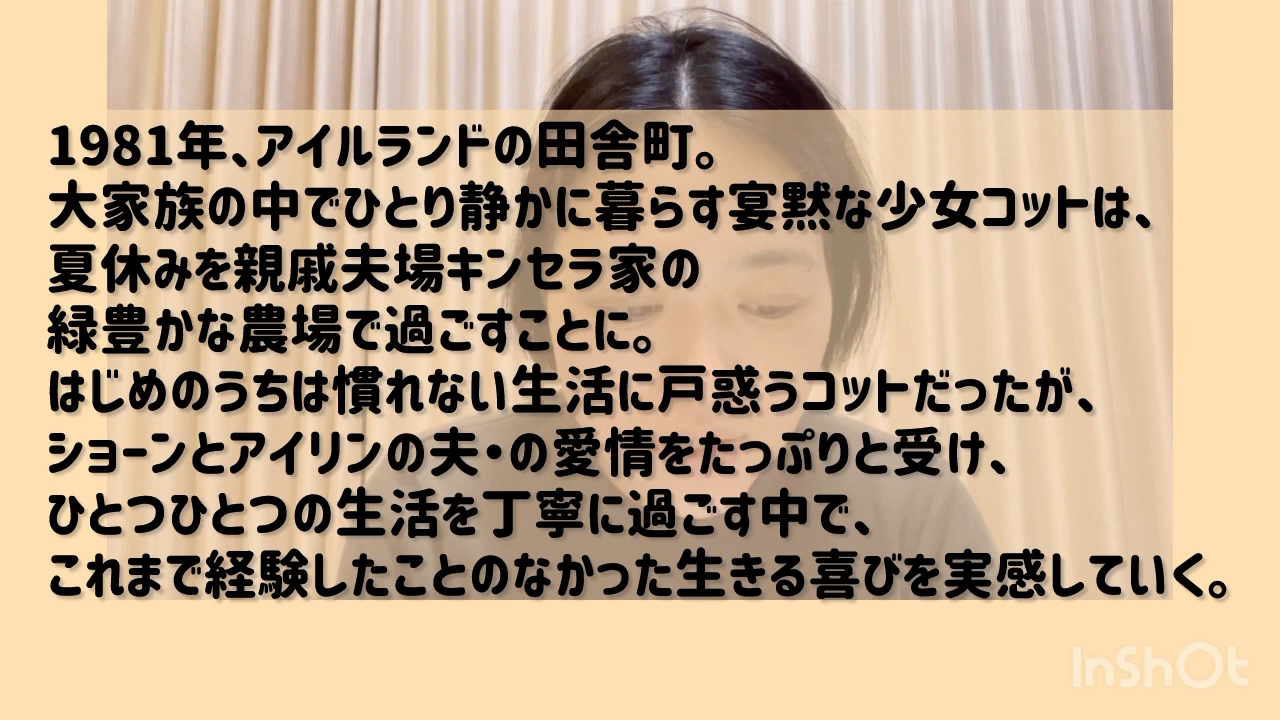 1981年、アイルランドの田舎町。
大家族の中でひとり静かに暮らす宴黙な少女コットは、
夏休みを親戚夫場キンセラ家の
緑豊かな農場で過ごすことに。
はじめのうちは慣れない生活に戸惑うコットだったが、
ショーンとアイリンの夫・の愛情をたっぷりと受け、
ひとつひとつの生活を丁寧に過ごす中で、
これまで経験したことのなかった生きる喜びを実感していく。
InShOt